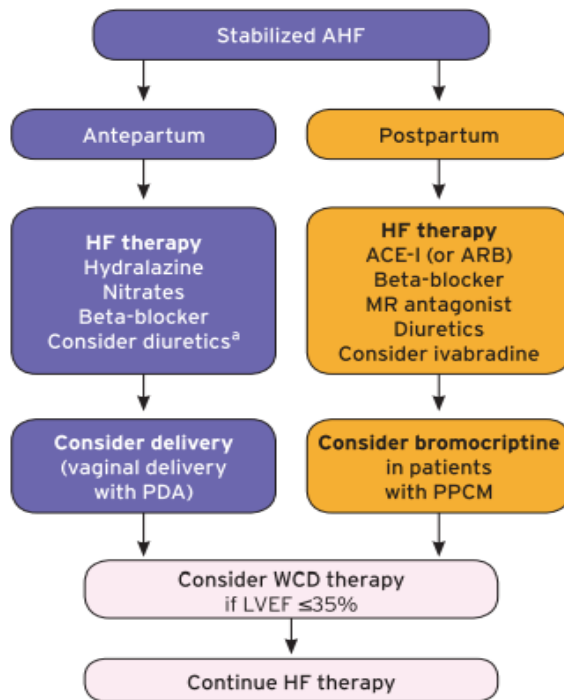 Stabilized AHF
Antepartum
Postpartum
HF therapy
Hydralazine
Nitrates
Beta-blocker
Consider diureticsᵃ
HF therapy
ACE-I (or ARB)
Beta-blocker
MR antagonist
Diuretics
Consider ivabradine
Consider delivery
(vaginal delivery
with PDA)
Consider bromocriptine
in patients
with PPCM
Consider WCD therapy
if LVEF ≤35%
Continue HF therapy